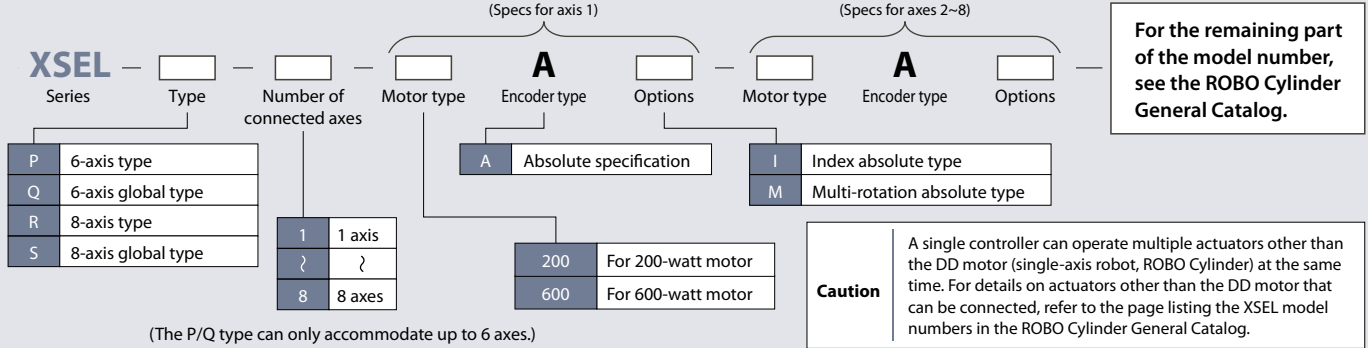 (Specs for axis 1)
(Specs for axes 2~8)
XSEL — — — A — A —
Series Type Number of connected axes Motor type Encoder type Options Motor type Encoder type Options
For the remaining part
of the model number,
see the ROBO Cylinder
General Catalog.
P 6-axis type
Q 6-axis global type
R 8-axis type
S 8-axis global type
1 1 axis
≀ ≀
8 8 axes
(The P/Q type can only accommodate up to 6 axes.)
200 For 200-watt motor
600 For 600-watt motor
A Absolute specification
I Index absolute type
M Multi-rotation absolute type
Caution
A single controller can operate multiple actuators other than
the DD motor (single-axis robot, ROBO Cylinder) at the same
time. For details on actuators other than the DD motor that
can be connected, refer to the page listing the XSEL model
numbers in the ROBO Cylinder General Catalog.